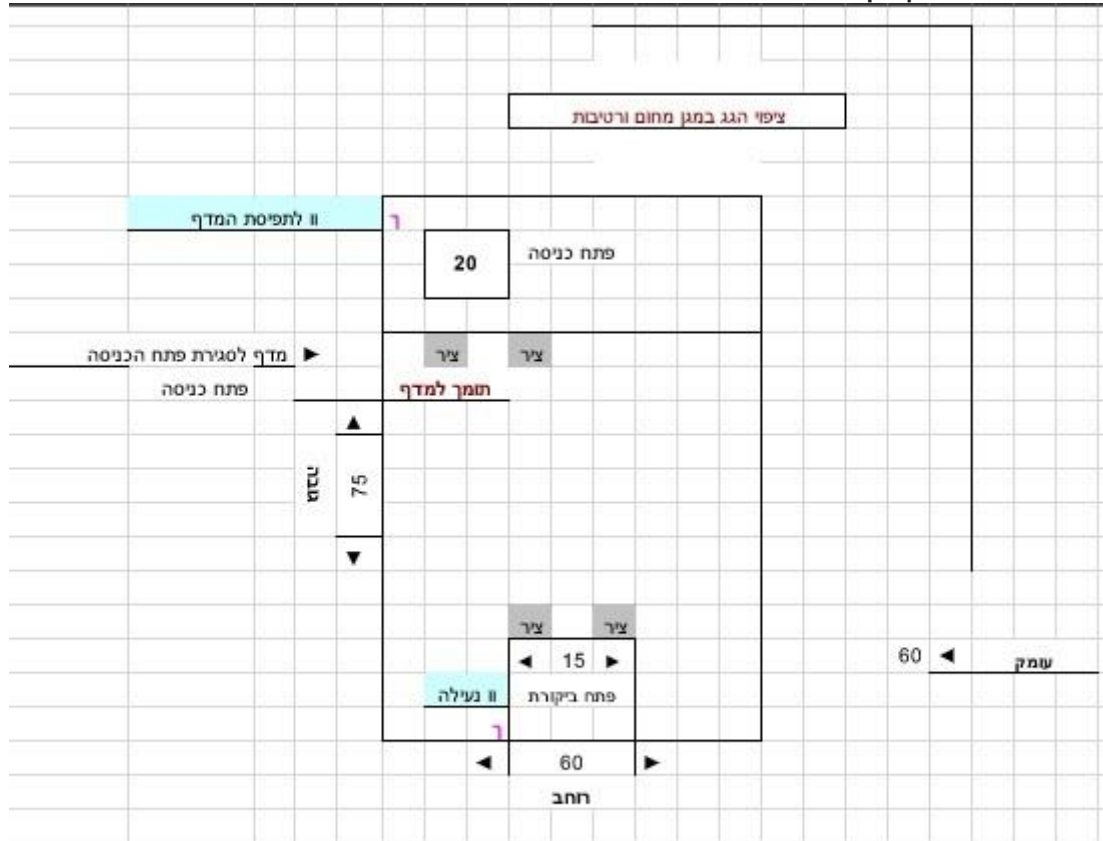 ציפוי הגג במגן מחום ורטיבות
וו לתפיסת המדף
פתח כניסה
20
מדף לסגירת פתח הכניסה
ציר
ציר
פתח כניסה
תומך למדף
גובה
75
ציר
ציר
15
60
עומק
וו נעילה
פתח ביקורת
60
רוחב